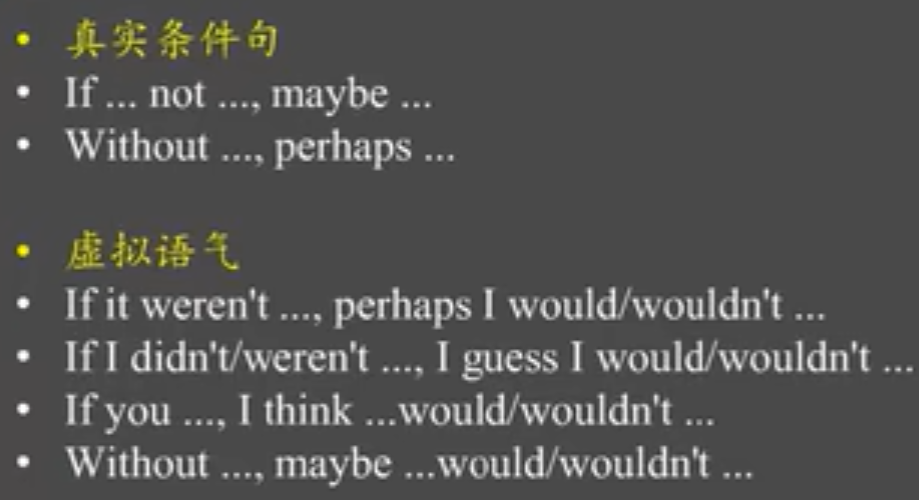 • 真实条件句
• If ... not ..., maybe ...
• Without ..., perhaps ...
• 虚拟语气
• If it weren't ..., perhaps I would/wouldn't ...
• If I didn't/weren't ..., I guess I would/wouldn't ...
• If you ..., I think ...would/wouldn't ...
• Without ..., maybe ...would/wouldn't ...